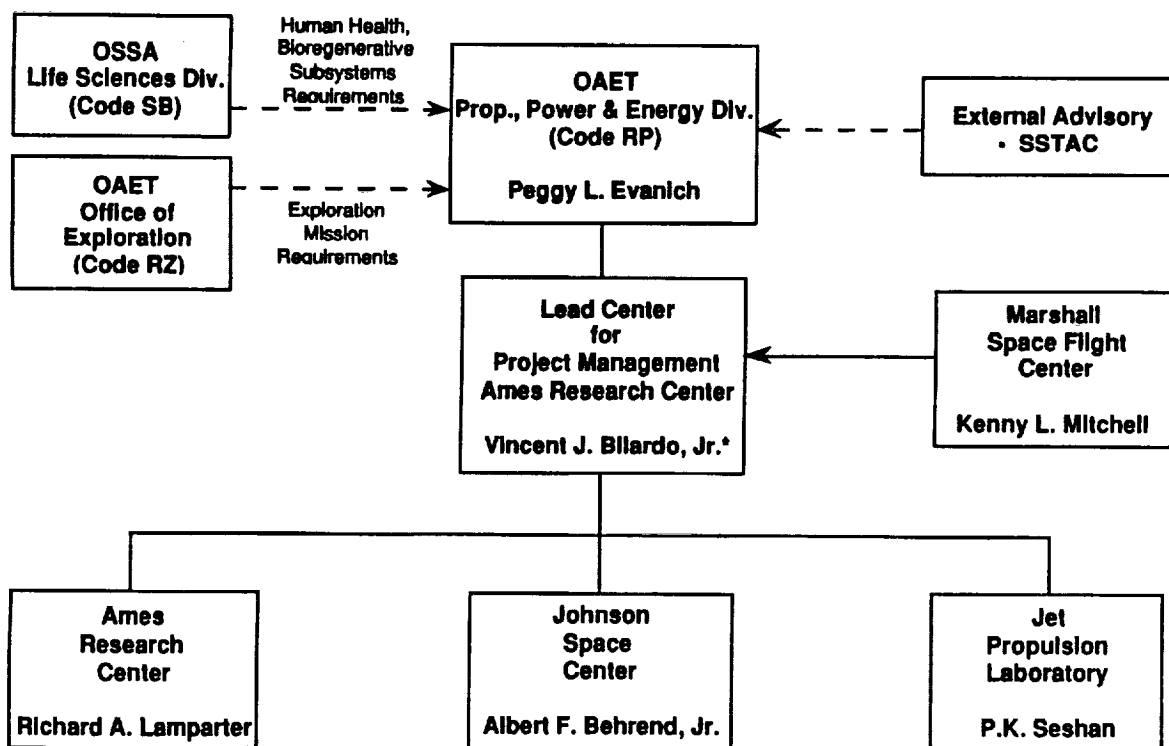 OSSA
Life Sciences Div.
(Code SB)
Human Health,
Bioregenerative
Subsystems
Requirements
OAET
Prop., Power & Energy Div.
(Code RP)
Peggy L. Evanich
External Advisory
• SSTAC
OAET
Office of
Exploration
(Code RZ)
Exploration
Mission
Requirements
Lead Center
for
Project Management
Ames Research Center
Vincent J. Bilardo, Jr.*
Marshall
Space Flight
Center
Kenny L. Mitchell
Ames
Research
Center
Richard A. Lamparter
Johnson
Space
Center
Albert F. Behrend, Jr.
Jet
Propulsion
Laboratory
P.K. Seshan